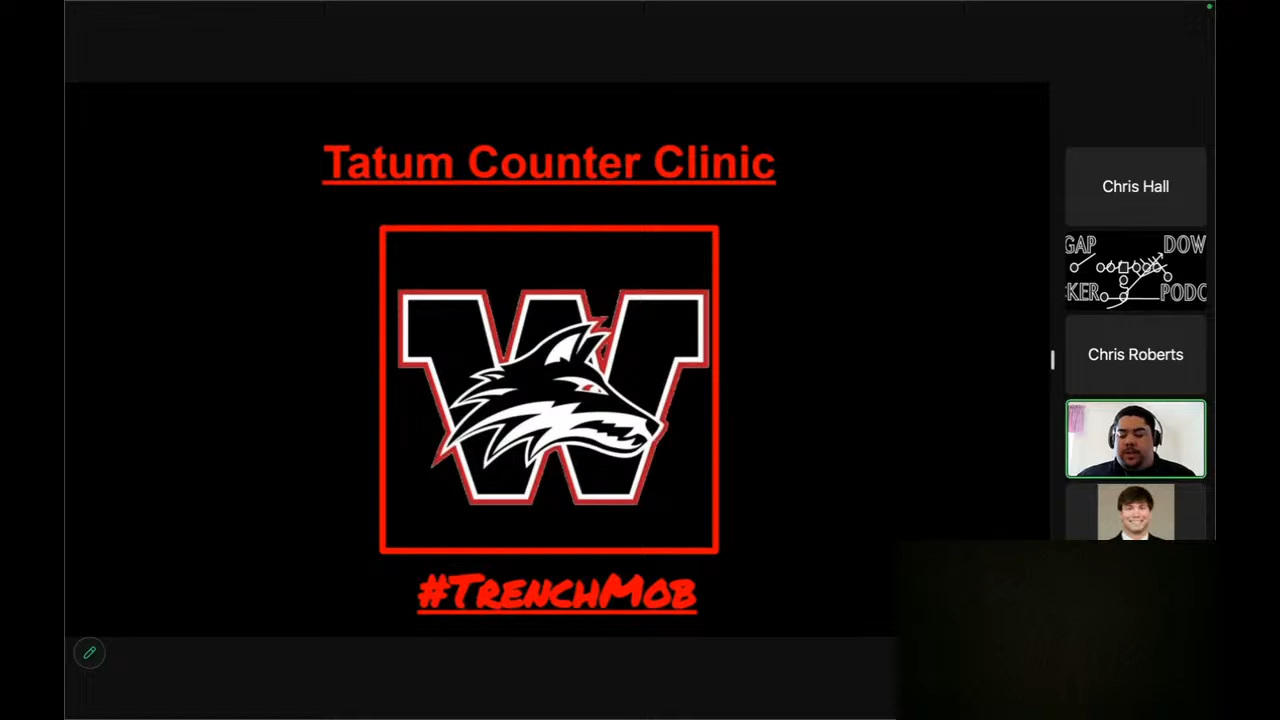 Tatum Counter Clinic
W
#TrenchMob
Chris Hall
GAP DOW
KER PODC
Chris Roberts